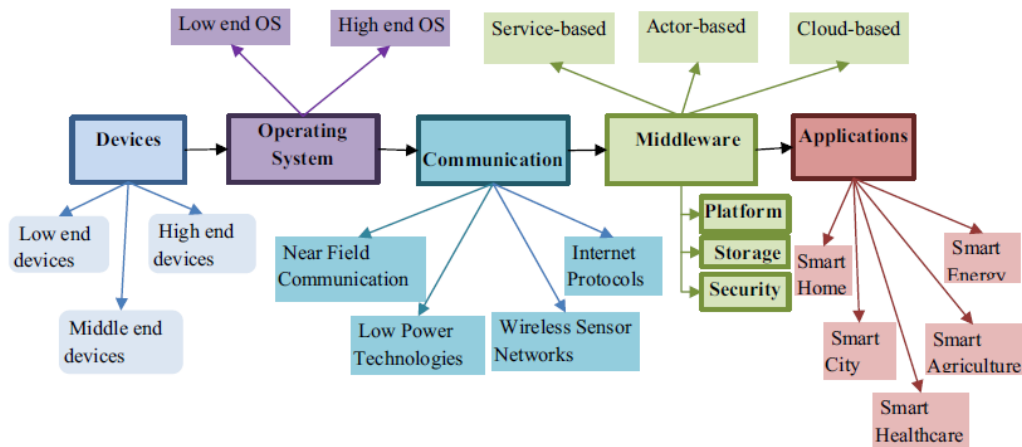 Low end OS
High end OS
Service-based
Actor-based
Cloud-based
Devices
Operating
System
Communication
Middleware
Applications
Low end
devices
High end
devices
Middle end
devices
Near Field
Communication
Internet
Protocols
Low Power
Technologies
Wireless Sensor
Networks
Platform
Storage
Security
Smart
Home
Smart
Energy
Smart
City
Smart
Agriculture
Smart
Healthcare